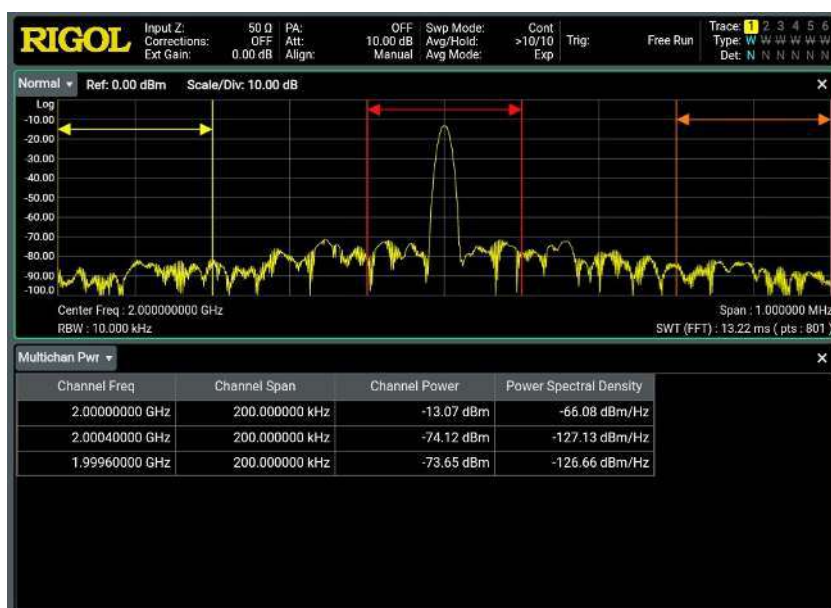 RIGOL
Input Z: 50 Ω PA: OFF Swp Mode: Cont Trace: 1 2 3 4 5 6
Corrections: OFF Att: 10.00 dB Avg/Hold: >10/10 Trig: Free Run Type: W W W W W W
Ext Gain: 0.00 dB Align: Manual Avg Mode: Exp Det: N N N N N N
Normal Ref: 0.00 dBm Scale/Div: 10.00 dB
Log
-10.00
-20.00
-30.00
-40.00
-50.00
-60.00
-70.00
-80.00
-90.00
-100.0
Center Freq : 2.000000000 GHz Span : 1.000000 MHz
RBW : 10.000 kHz SWT (FFT) : 13.22 ms ( pts : 801 )
Multichan Pwr
Channel Freq Channel Span Channel Power Power Spectral Density
2.00000000 GHz 200.000000 kHz -13.07 dBm -66.08 dBm/Hz
2.00040000 GHz 200.000000 kHz -74.12 dBm -127.13 dBm/Hz
1.99960000 GHz 200.000000 kHz -73.65 dBm -126.66 dBm/Hz